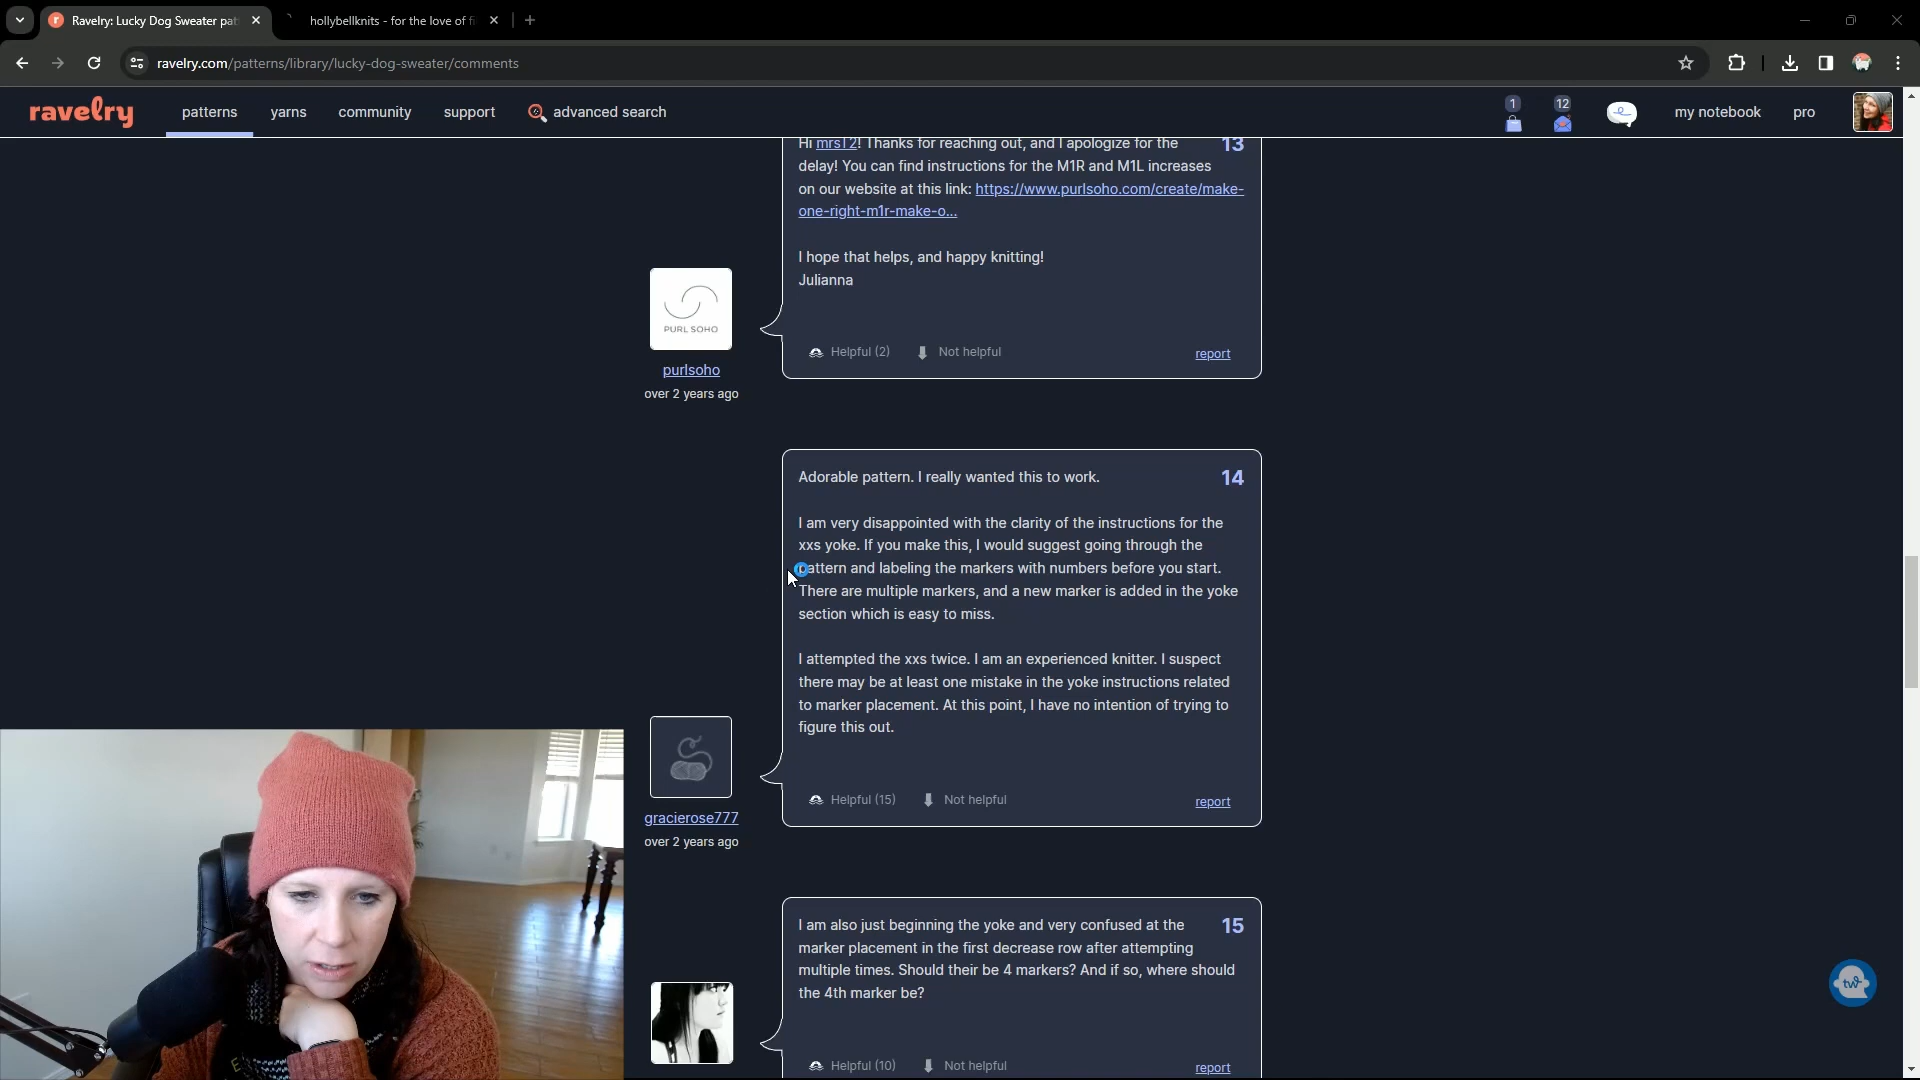 Ravelry: Lucky Dog Sweater pat
hollybellknits - for the love of fi
ravelry.com/patterns/library/lucky-dog-sweater/comments
ravelry
patterns
yarns
community
support
advanced search
1
12
my notebook
pro
Hi mrsT2! Thanks for reaching out, and I apologize for the
13
delay! You can find instructions for the M1R and M1L increases
on our website at this link: https://www.purlsoho.com/create/make-
one-right-m1r-make-o...
I hope that helps, and happy knitting!
Julianna
PURL SOHO
Helpful (2)
Not helpful
report
purlsoho
over 2 years ago
Adorable pattern. I really wanted this to work.
14
I am very disappointed with the clarity of the instructions for the
xxs yoke. If you make this, I would suggest going through the
pattern and labeling the markers with numbers before you start.
There are multiple markers, and a new marker is added in the yoke
section which is easy to miss.
I attempted the xxs twice. I am an experienced knitter. I suspect
there may be at least one mistake in the yoke instructions related
to marker placement. At this point, I have no intention of trying to
figure this out.
Helpful (15)
Not helpful
report
gracierose777
over 2 years ago
I am also just beginning the yoke and very confused at the
15
marker placement in the first decrease row after attempting
multiple times. Should their be 4 markers? And if so, where should
the 4th marker be?
Helpful (10)
Not helpful
report
tw